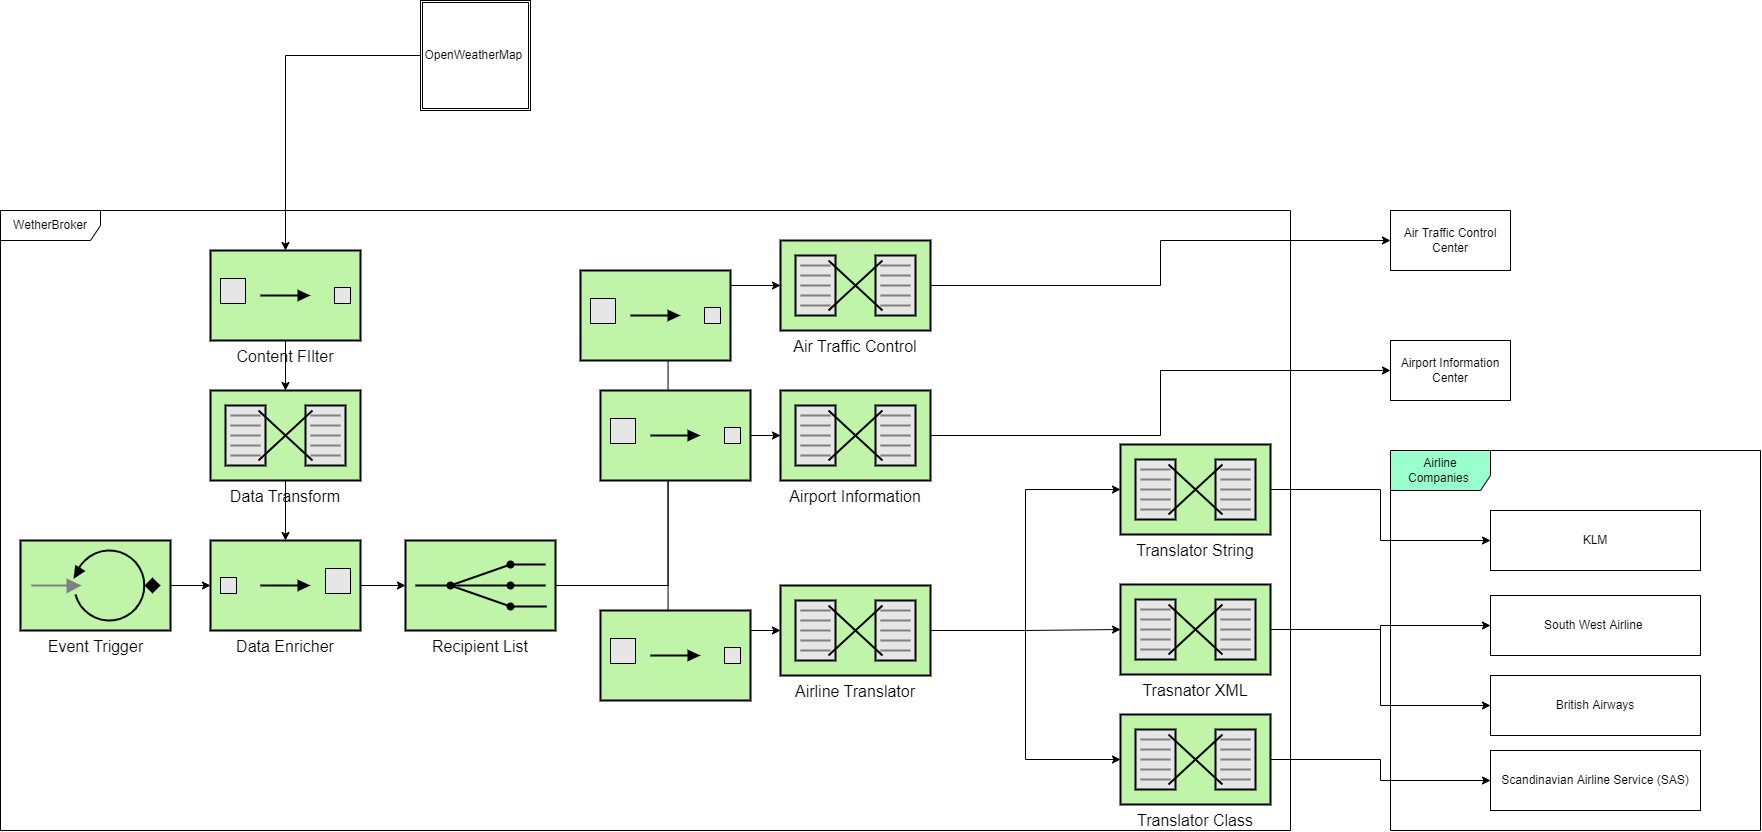 OpenWeatherMap
WetherBroker
Air Traffic Control
Center
Content FIlter
Air Traffic Control
Airport Information
Center
Data Transform
Airport Information
Airline
Companies
Translator String
KLM
Event Trigger
Data Enricher
Recipient List
Airline Translator
Trasnator XML
South West Airline
British Airways
Scandinavian Airline Service (SAS)
Translator Class